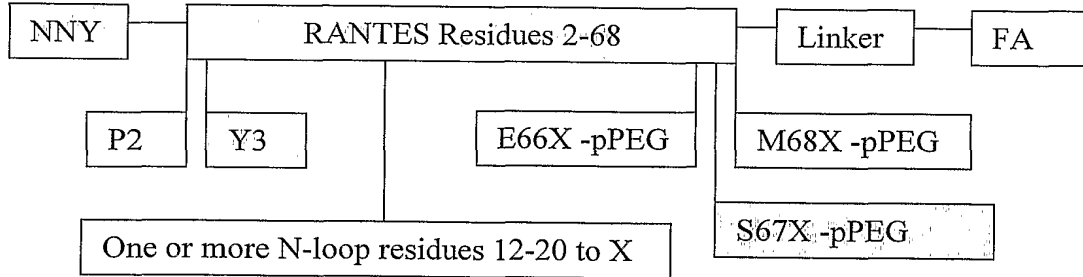 NNY
RANTES Residues 2-68
Linker
FA
P2
Y3
E66X -pPEG
M68X -pPEG
S67X -pPEG
One or more N-loop residues 12-20 to X